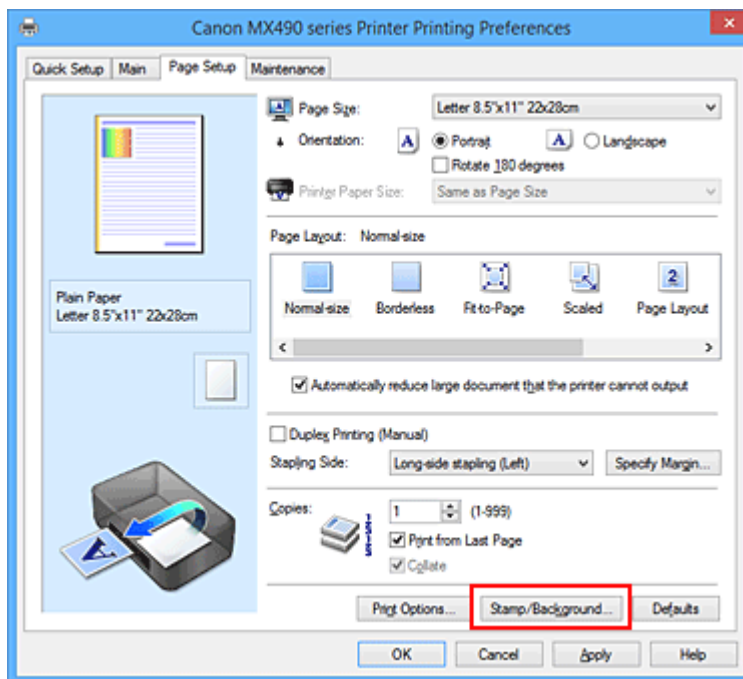 Canon MX490 series Printer Printing Preferences
Quick Setup Main Page Setup Maintenance
Page Size: Letter 8.5"x11" 22x28cm
Orientation: A Portrait A Landscape
Rotate 180 degrees
Printer Paper Size: Same as Page Size
Page Layout: Normal-size
2
Normal-size Borderless Fit-to-Page Scaled Page Layout
Plain Paper
Letter 8.5"x11" 22x28cm
Automatically reduce large document that the printer cannot output
Duplex Printing (Manual)
Stapling Side: Long-side stapling (Left) Specify Margin...
Copies: 1 (1-999)
Print from Last Page
Collate
A
Print Options... Stamp/Background... Defaults
OK Cancel Apply Help